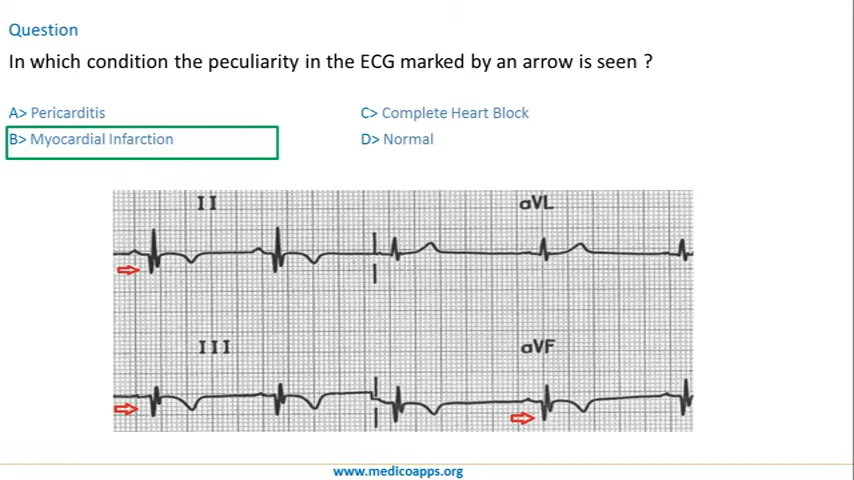 Question
In which condition the peculiarity in the ECG marked by an arrow is seen ?
A> Pericarditis
C> Complete Heart Block
B> Myocardial Infarction
D> Normal
II
aVL
III
aVF
www.medicoapps.org